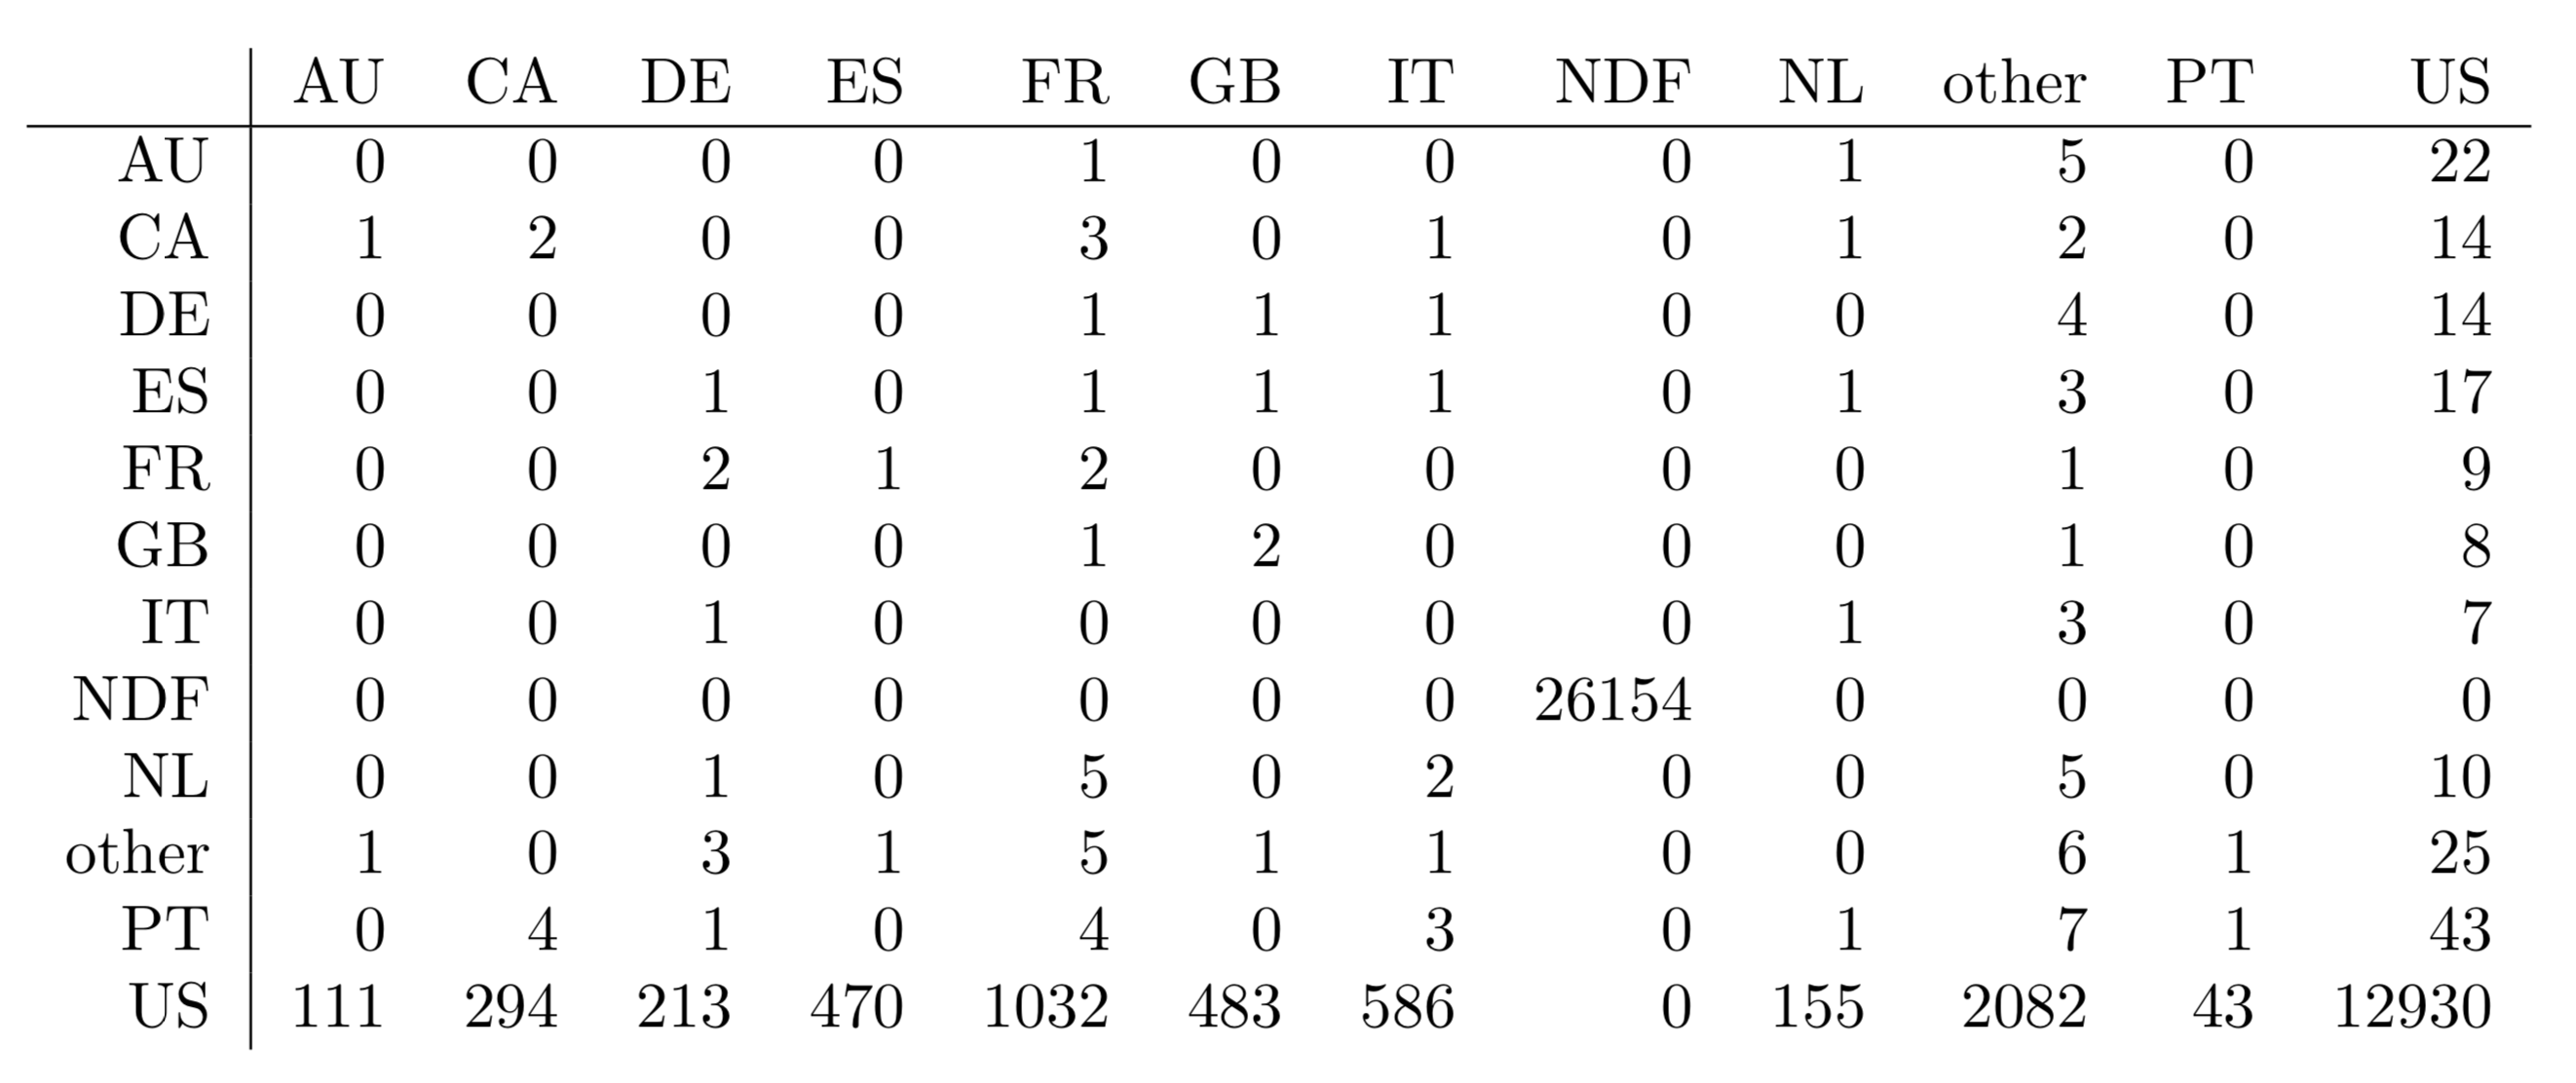 AU CA DE ES FR GB IT NDF NL other PT US
AU 0 0 0 0 1 0 0 0 1 5 0 22
CA 1 2 0 0 3 0 1 0 1 2 0 14
DE 0 0 0 0 1 1 1 0 0 4 0 14
ES 0 0 1 0 1 1 1 0 1 3 0 17
FR 0 0 2 1 2 0 0 0 0 1 0 9
GB 0 0 0 0 1 2 0 0 0 1 0 8
IT 0 0 1 0 0 0 0 0 1 3 0 7
NDF 0 0 0 0 0 0 0 26154 0 0 0 0
NL 0 0 1 0 5 0 2 0 0 5 0 10
other 1 0 3 1 5 1 1 0 0 6 1 25
PT 0 4 1 0 4 0 3 0 1 7 1 43
US 111 294 213 470 1032 483 586 0 155 2082 43 12930